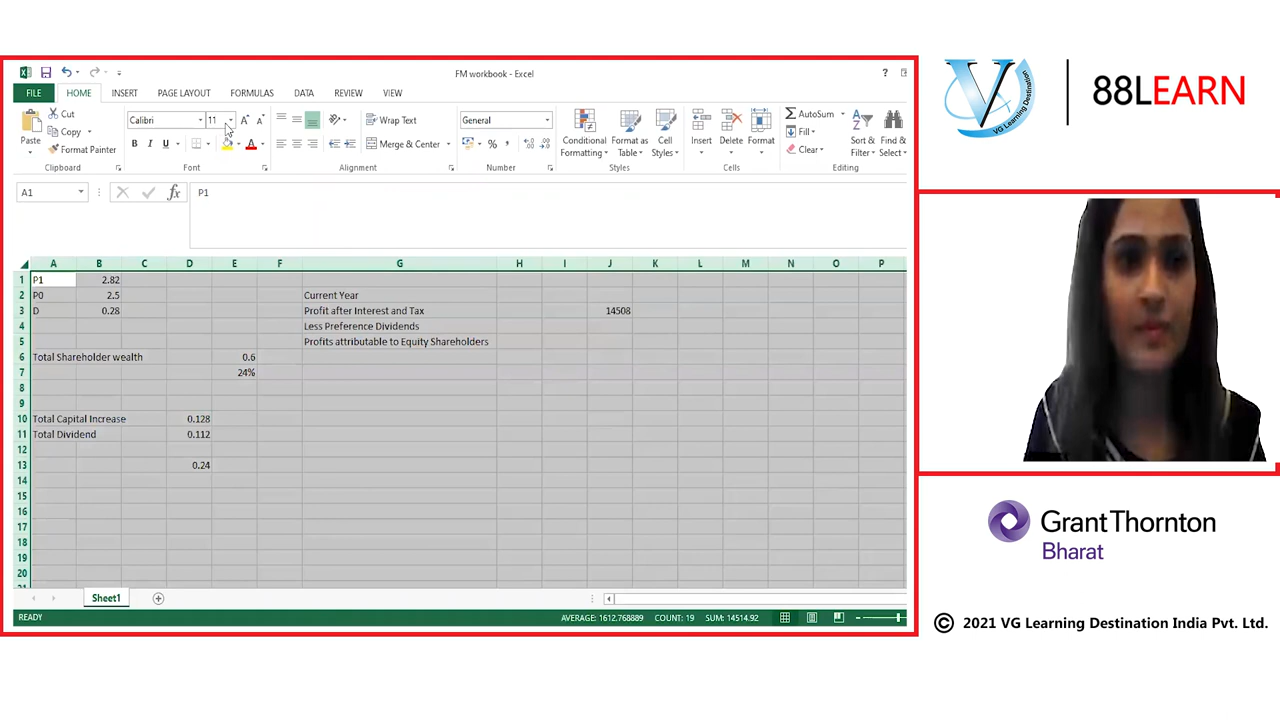 FM workbook - Excel
?
FILE
HOME
INSERT
PAGE LAYOUT
FORMULAS
DATA
REVIEW
VIEW
Paste
Cut
Copy
Format Painter
Clipboard
Calibri
11
A
A
B
I
U
A
Font
Wrap Text
Merge & Center
Alignment
General
%
,
Number
Conditional Formatting
Format as Table
Cell Styles
Styles
Insert
Delete
Format
Cells
AutoSum
Fill
Clear
Sort & Filter
Find & Select
Editing
A1
fx
P1
A B C D E F G H I J K L M N O P
1 P1 2.82
2 P0 2.5 Current Year
3 D 0.28 Profit after Interest and Tax 14508
4 Less Preference Dividends
5 Profits attributable to Equity Shareholders
6 Total Shareholder wealth 0.6
7 24%
8
9
10 Total Capital Increase 0.128
11 Total Dividend 0.112
12
13 0.24
14
15
16
17
18
19
20
Sheet1
READY
AVERAGE: 1612.768889 COUNT: 19 SUM: 14514.92
V
VG Learning Destination
88LEARN
Grant Thornton
Bharat
© 2021 VG Learning Destination India Pvt. Ltd.